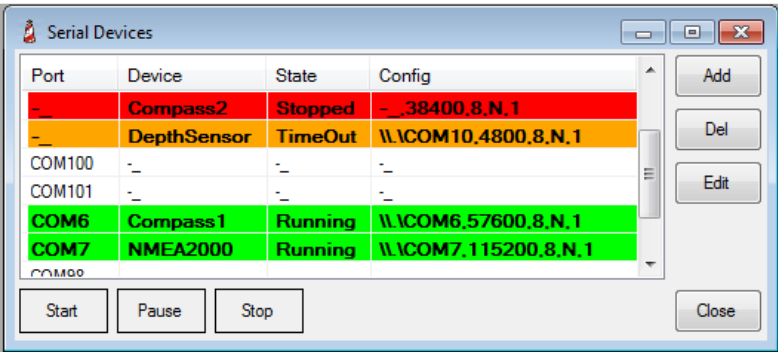 Serial Devices
Port Device State Config
-_ Compass2 Stopped -_,38400,8,N,1
-_ DepthSensor TimeOut \\.\COM10,4800,8,N,1
COM100 -_ -_ -_
COM101 -_ -_ -_
COM6 Compass1 Running \\.\COM6,57600,8,N,1
COM7 NMEA2000 Running \\.\COM7,115200,8,N,1
COM98
Add
Del
Edit
Start Pause Stop Close